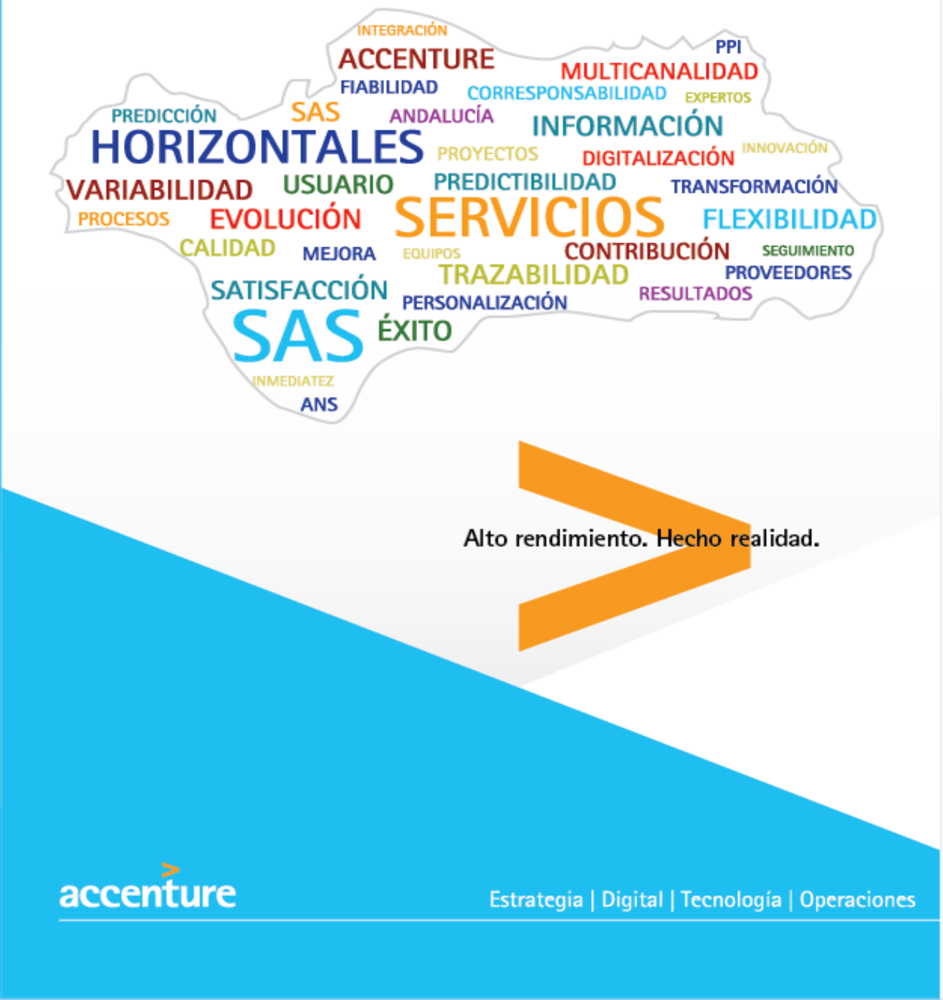 INTEGRACIÓN
PPI
ACCENTURE
MULTICANALIDAD
FIABILIDAD
CORRESPONSABILIDAD
EXPERTOS
PREDICCIÓN
SAS
ANDALUCÍA
INFORMACIÓN
HORIZONTALES
PROYECTOS
DIGITALIZACIÓN
INNOVACIÓN
VARIABILIDAD
USUARIO
PREDICTIBILIDAD
TRANSFORMACIÓN
PROCESOS
EVOLUCIÓN
SERVICIOS
FLEXIBILIDAD
CALIDAD
MEJORA
EQUIPOS
CONTRIBUCIÓN
SEGUIMIENTO
TRAZABILIDAD
PROVEEDORES
SATISFACCIÓN
PERSONALIZACIÓN
RESULTADOS
SAS
ÉXITO
INMEDIATEZ
ANS
Alto rendimiento. Hecho realidad.
accenture
Estrategia | Digital | Tecnología | Operaciones